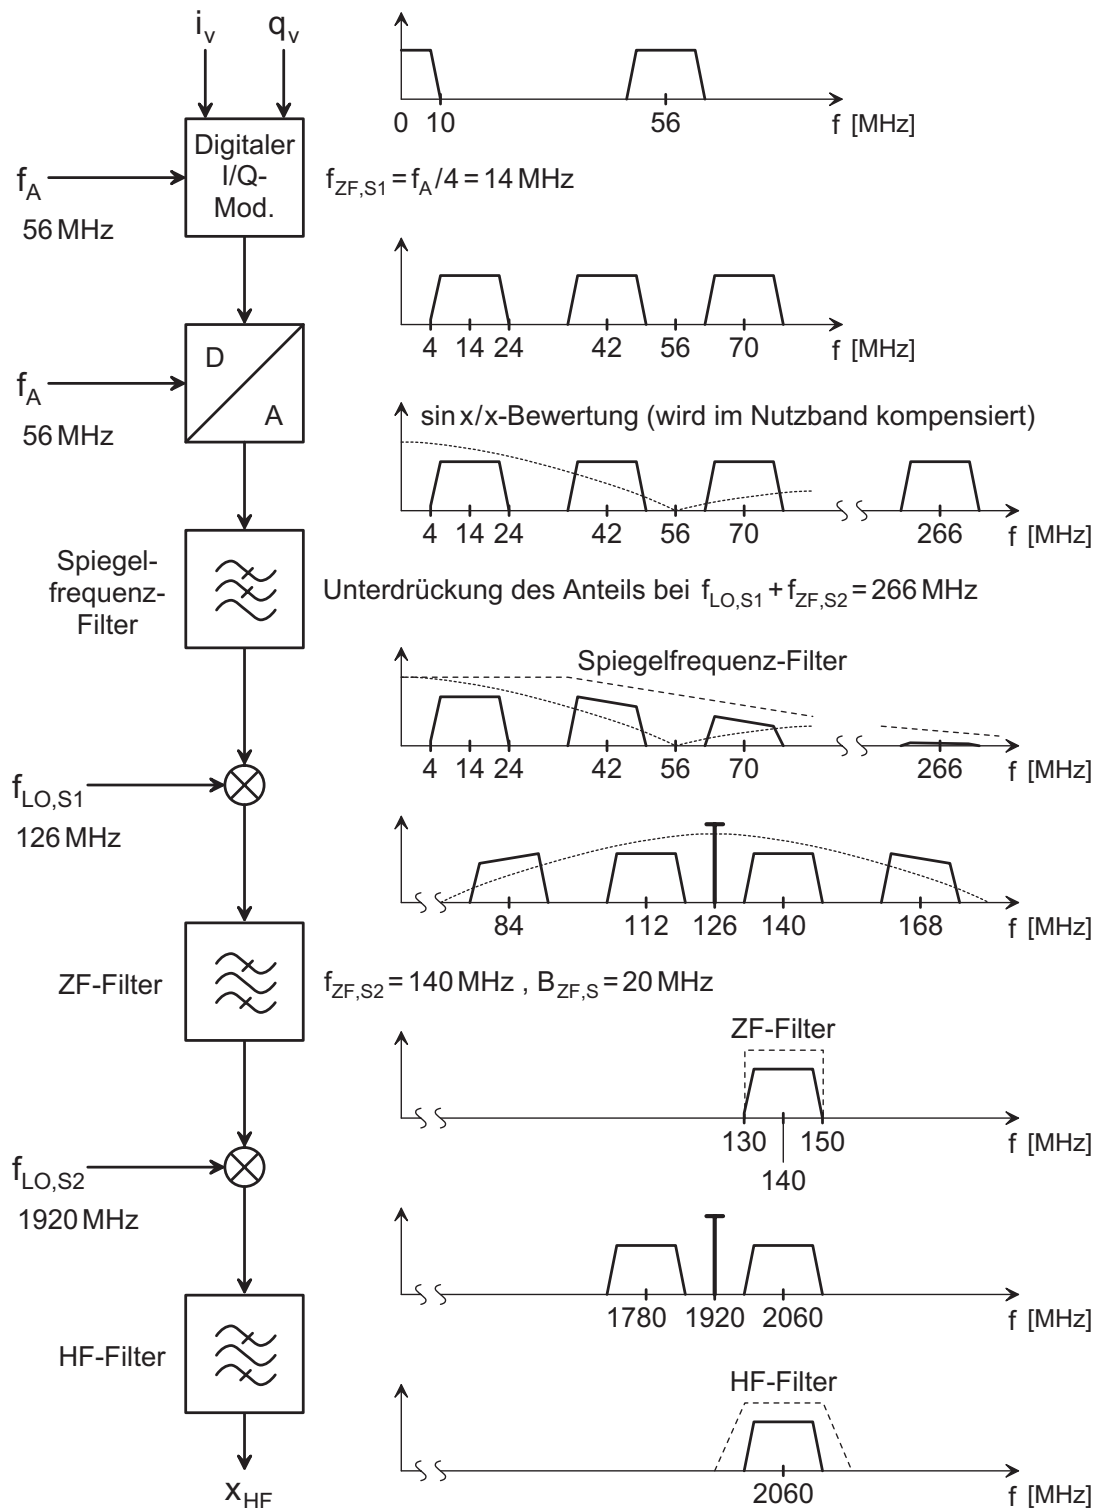 i_v q_v
0 10 56 f [MHz]
Digitaler
I/Q-
Mod.
f_A
56 MHz
f_ZF,S1 = f_A/4 = 14 MHz
4 14 24 42 56 70 f [MHz]
D
A
f_A
56 MHz
sin x/x-Bewertung (wird im Nutzband kompensiert)
4 14 24 42 56 70 266 f [MHz]
Spiegel-
frequenz-
Filter
Unterdrückung des Anteils bei f_LO,S1 + f_ZF,S2 = 266 MHz
Spiegelfrequenz-Filter
4 14 24 42 56 70 266 f [MHz]
f_LO,S1
126 MHz
84 112 126 140 168 f [MHz]
ZF-Filter
f_ZF,S2 = 140 MHz , B_ZF,S = 20 MHz
ZF-Filter
130 150 f [MHz]
140
f_LO,S2
1920 MHz
1780 1920 2060 f [MHz]
HF-Filter
HF-Filter
2060 f [MHz]
x_HF